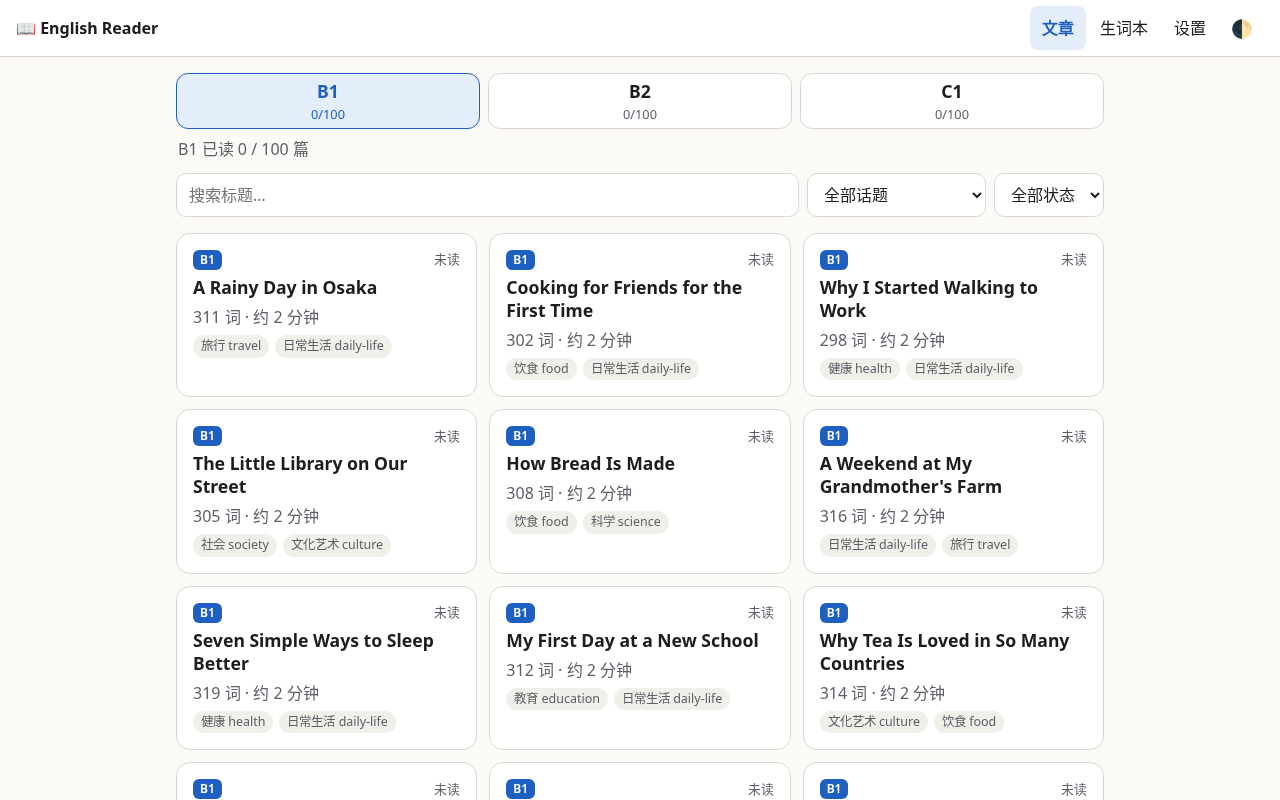 📖 English Reader
文章
生词本
设置
B1
0/100
B2
0/100
C1
0/100
B1 已读 0 / 100 篇
搜索标题...
全部话题
全部状态
B1
未读
A Rainy Day in Osaka
311 词 · 约 2 分钟
旅行 travel
日常生活 daily-life
B1
未读
Cooking for Friends for the
First Time
302 词 · 约 2 分钟
饮食 food
日常生活 daily-life
B1
未读
Why I Started Walking to
Work
298 词 · 约 2 分钟
健康 health
日常生活 daily-life
B1
未读
The Little Library on Our
Street
305 词 · 约 2 分钟
社会 society
文化艺术 culture
B1
未读
How Bread Is Made
308 词 · 约 2 分钟
饮食 food
科学 science
B1
未读
A Weekend at My
Grandmother's Farm
316 词 · 约 2 分钟
日常生活 daily-life
旅行 travel
B1
未读
Seven Simple Ways to Sleep
Better
319 词 · 约 2 分钟
健康 health
日常生活 daily-life
B1
未读
My First Day at a New School
312 词 · 约 2 分钟
教育 education
日常生活 daily-life
B1
未读
Why Tea Is Loved in So Many
Countries
314 词 · 约 2 分钟
文化艺术 culture
饮食 food
B1
未读
B1
未读
B1
未读